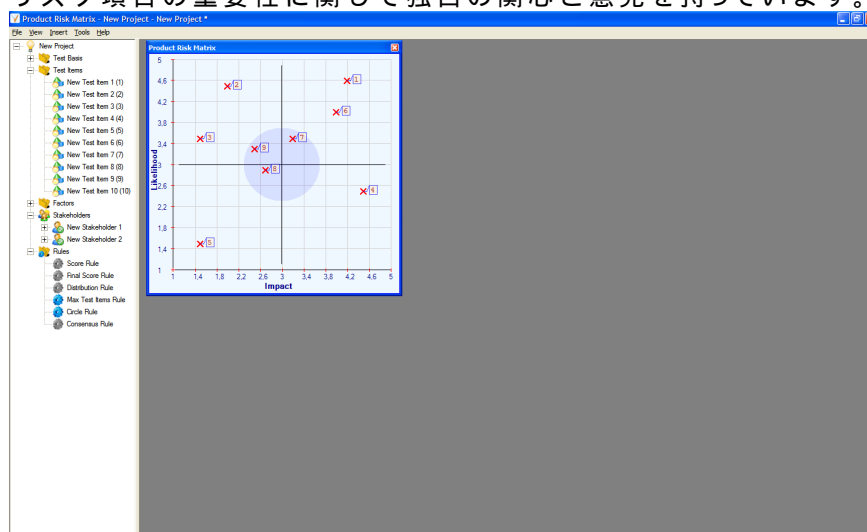 リスク項目の重要性に関して独自の関心と意見を持っています。
Product Risk Matrix - New Project - New Project *
File View Insert Tools Help
New Project
Test Basis
Test Items
New Test Item 1 (1)
New Test Item 2 (2)
New Test Item 3 (3)
New Test Item 4 (4)
New Test Item 5 (5)
New Test Item 6 (6)
New Test Item 7 (7)
New Test Item 8 (8)
New Test Item 9 (9)
New Test Item 10 (10)
Factors
Stakeholders
New Stakeholder 1
New Stakeholder 2
Rules
Score Rule
Final Score Rule
Distribution Rule
Max Test Items Rule
Circle Rule
Consensus Rule
Product Risk Matrix
5
4,6
4,2
3,8
3,4
3
2,6
2,2
1,8
1,4
1
Likelihood
1
2
6
3
7
9
8
4
5
1 1,4 1,8 2,2 2,6 3 3,4 3,8 4,2 4,6 5
Impact